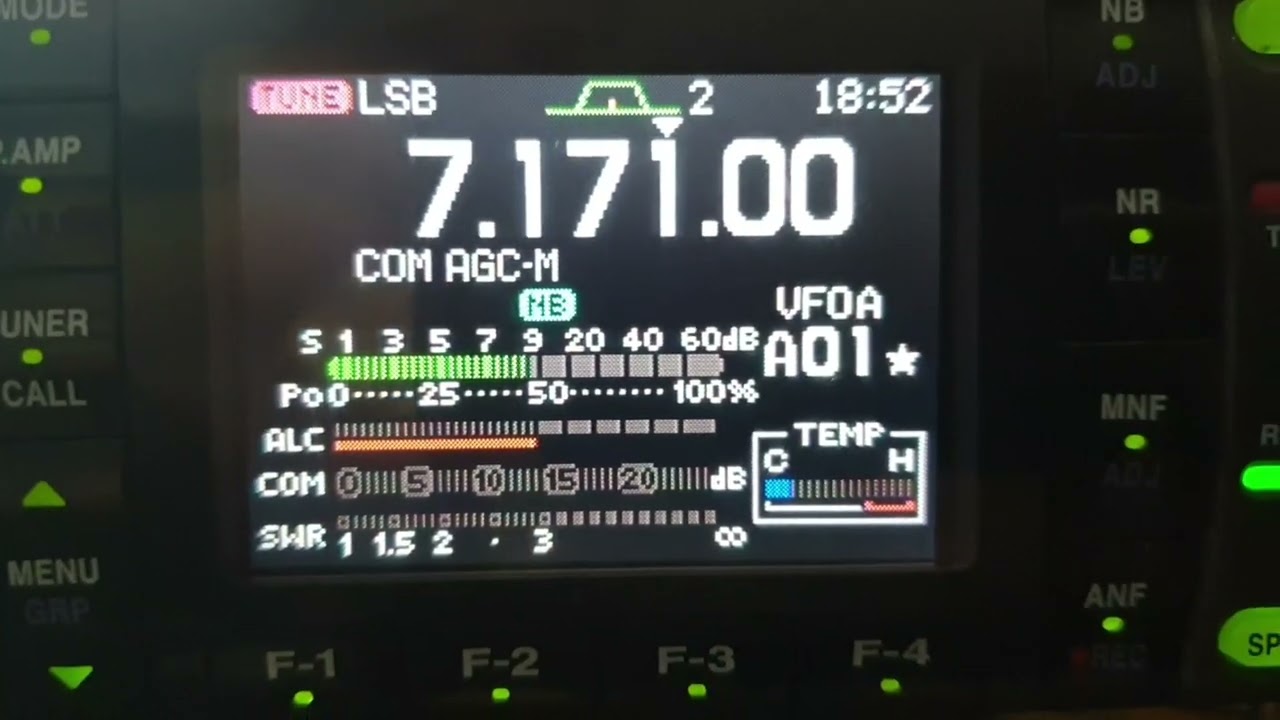 MODE
NB
ADJ
TUNE LSB 2 18:52
7.171.00
P.AMP
ATT
COM AGC-M
NB
NR
LEV
VFOA
A01★
UNER
CALL
S 1 3 5 7 9 20 40 60dB
Po 0·····25·····50········100%
ALC
COM 0 5 10 15 20 dB
SWR 1 1.5 2 · 3 ∞
TEMP
C H
MNF
ADJ
MENU
GRP
ANF
REC
SP
F-1 F-2 F-3 F-4